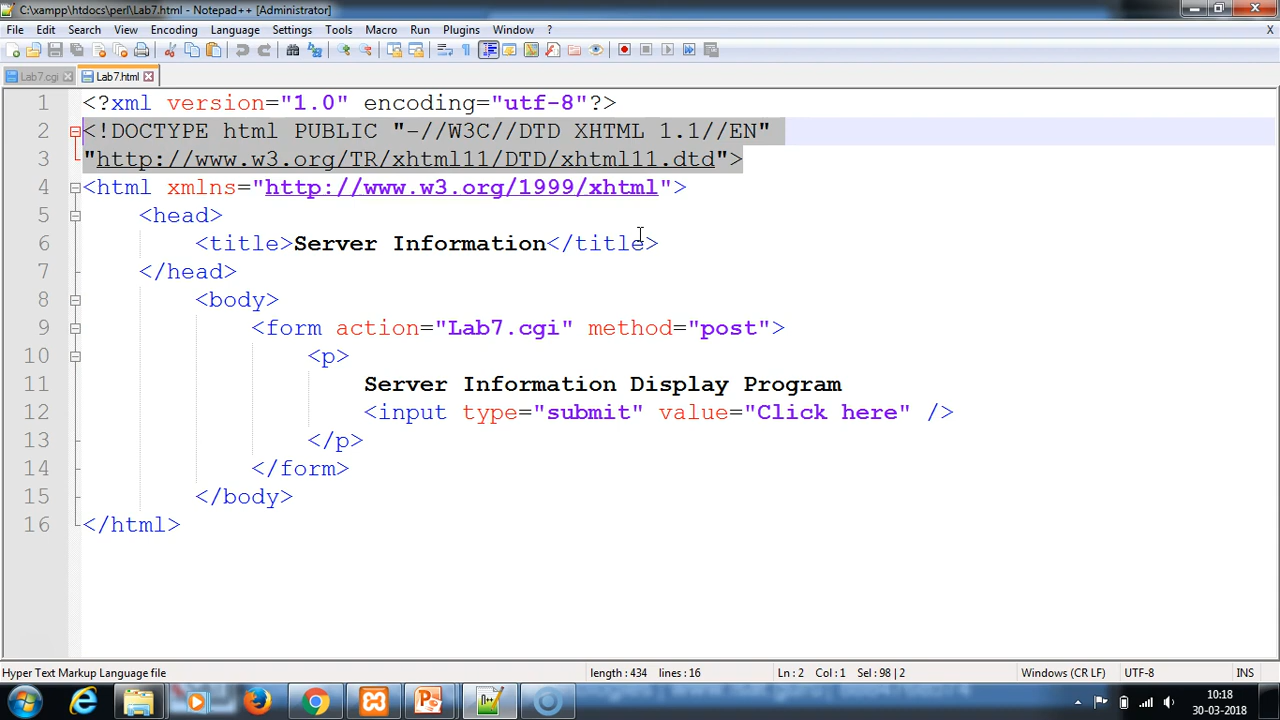 C:\xampp\htdocs\perl\Lab7.html - Notepad++ [Administrator]
File Edit Search View Encoding Language Settings Tools Macro Run Plugins Window ? X
Lab7.cgi Lab7.html
1 <?xml version="1.0" encoding="utf-8"?>
2 <!DOCTYPE html PUBLIC "-//W3C//DTD XHTML 1.1//EN"
3 "http://www.w3.org/TR/xhtml11/DTD/xhtml11.dtd">
4 <html xmlns="http://www.w3.org/1999/xhtml">
5 <head>
6 <title>Server Information</title>
7 </head>
8 <body>
9 <form action="Lab7.cgi" method="post">
10 <p>
11 Server Information Display Program
12 <input type="submit" value="Click here" />
13 </p>
14 </form>
15 </body>
16 </html>
Hyper Text Markup Language file length : 434 lines : 16 Ln : 2 Col : 1 Sel : 98 | 2 Windows (CR LF) UTF-8 INS
10:18
30-03-2018